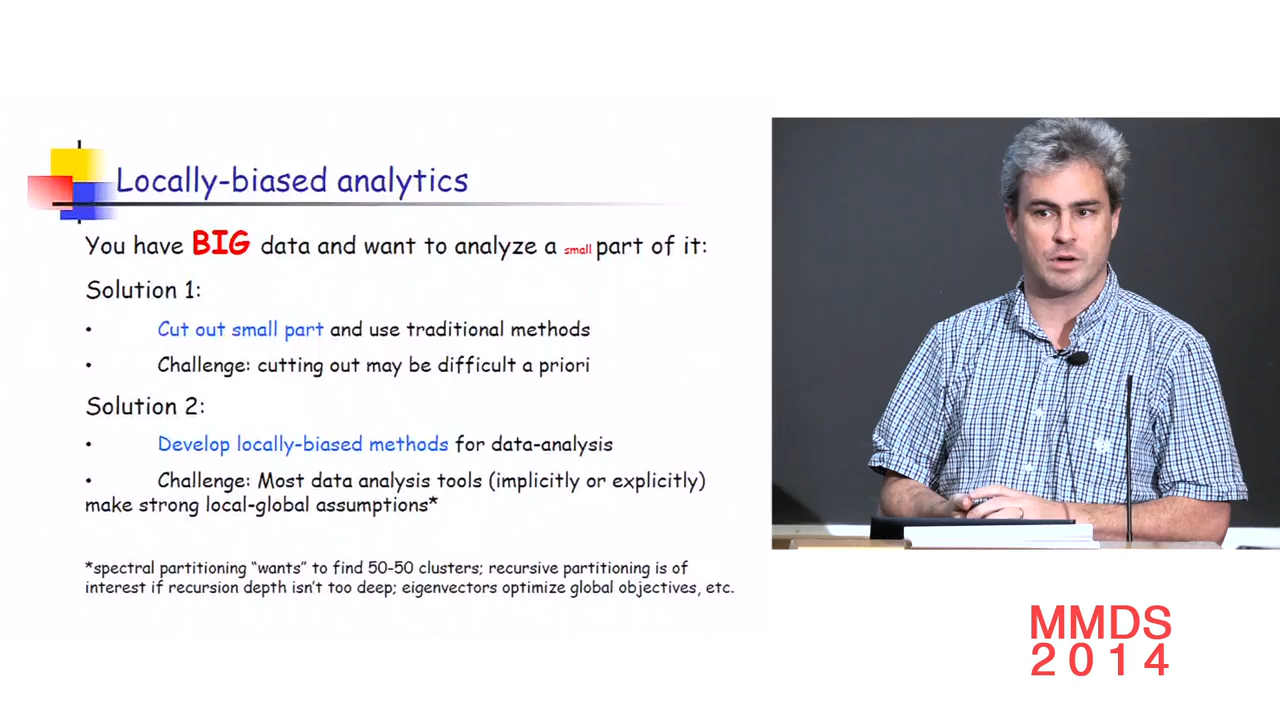 Locally-biased analytics
You have BIG data and want to analyze a small part of it:
Solution 1:
• Cut out small part and use traditional methods
• Challenge: cutting out may be difficult a priori
Solution 2:
• Develop locally-biased methods for data-analysis
• Challenge: Most data analysis tools (implicitly or explicitly)
make strong local-global assumptions*
*spectral partitioning “wants” to find 50-50 clusters; recursive partitioning is of
interest if recursion depth isn’t too deep; eigenvectors optimize global objectives, etc.
MMDS
2014